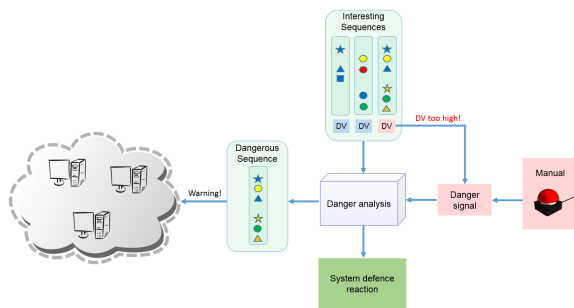 Interesting
Sequences
DV
DV
DV
DV too high!
Dangerous
Sequence
Warning!
Danger analysis
Danger
signal
Manual
System defence
reaction